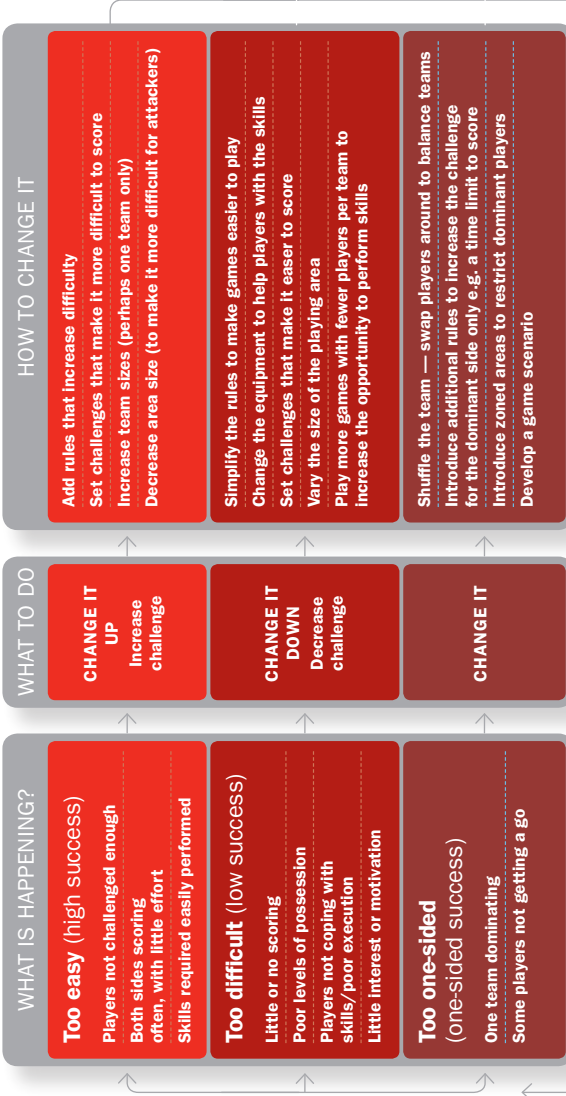 WHAT IS HAPPENING?
Too easy (high success)
Players not challenged enough
Both sides scoring
often, with little effort
Skills required easily performed
Too difficult (low success)
Little or no scoring
Poor levels of possession
Players not coping with
skills/poor execution
Little interest or motivation
Too one-sided
(one-sided success)
One team dominating
Some players not getting a go
WHAT TO DO
CHANGE IT
UP
Increase
challenge
CHANGE IT
DOWN
Decrease
challenge
CHANGE IT
HOW TO CHANGE IT
Add rules that increase difficulty
Set challenges that make it more difficult to score
Increase team sizes (perhaps one team only)
Decrease area size (to make it more difficult for attackers)
Simplify the rules to make games easier to play
Change the equipment to help players with the skills
Set challenges that make it easier to score
Vary the size of the playing area
Play more games with fewer players per team to
increase the opportunity to perform skills
Shuffle the team — swap players around to balance teams
Introduce additional rules to increase the challenge
for the dominant side only e.g. a time limit to score
Introduce zoned areas to restrict dominant players
Develop a game scenario